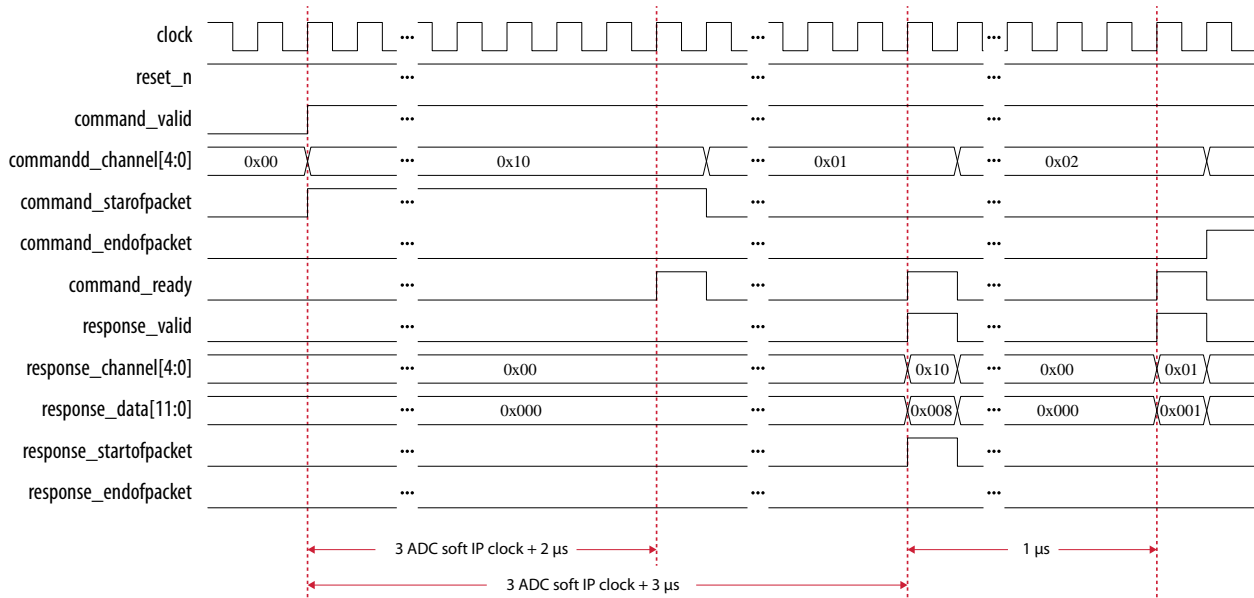 clock ... ... ...
reset_n ... ... ...
command_valid ... ... ...
commandd_channel[4:0] 0x00 ... 0x10 ... 0x01 ... 0x02
command_starofpacket ... ... ...
command_endofpacket ... ... ...
command_ready ... ... ...
response_valid ... ... ...
response_channel[4:0] ... 0x00 ... 0x10 ... 0x00 0x01
response_data[11:0] ... 0x000 ... 0x008 ... 0x000 0x001
response_startofpacket ... ... ...
response_endofpacket ... ... ...
3 ADC soft IP clock + 2 μs 1 μs
3 ADC soft IP clock + 3 μs